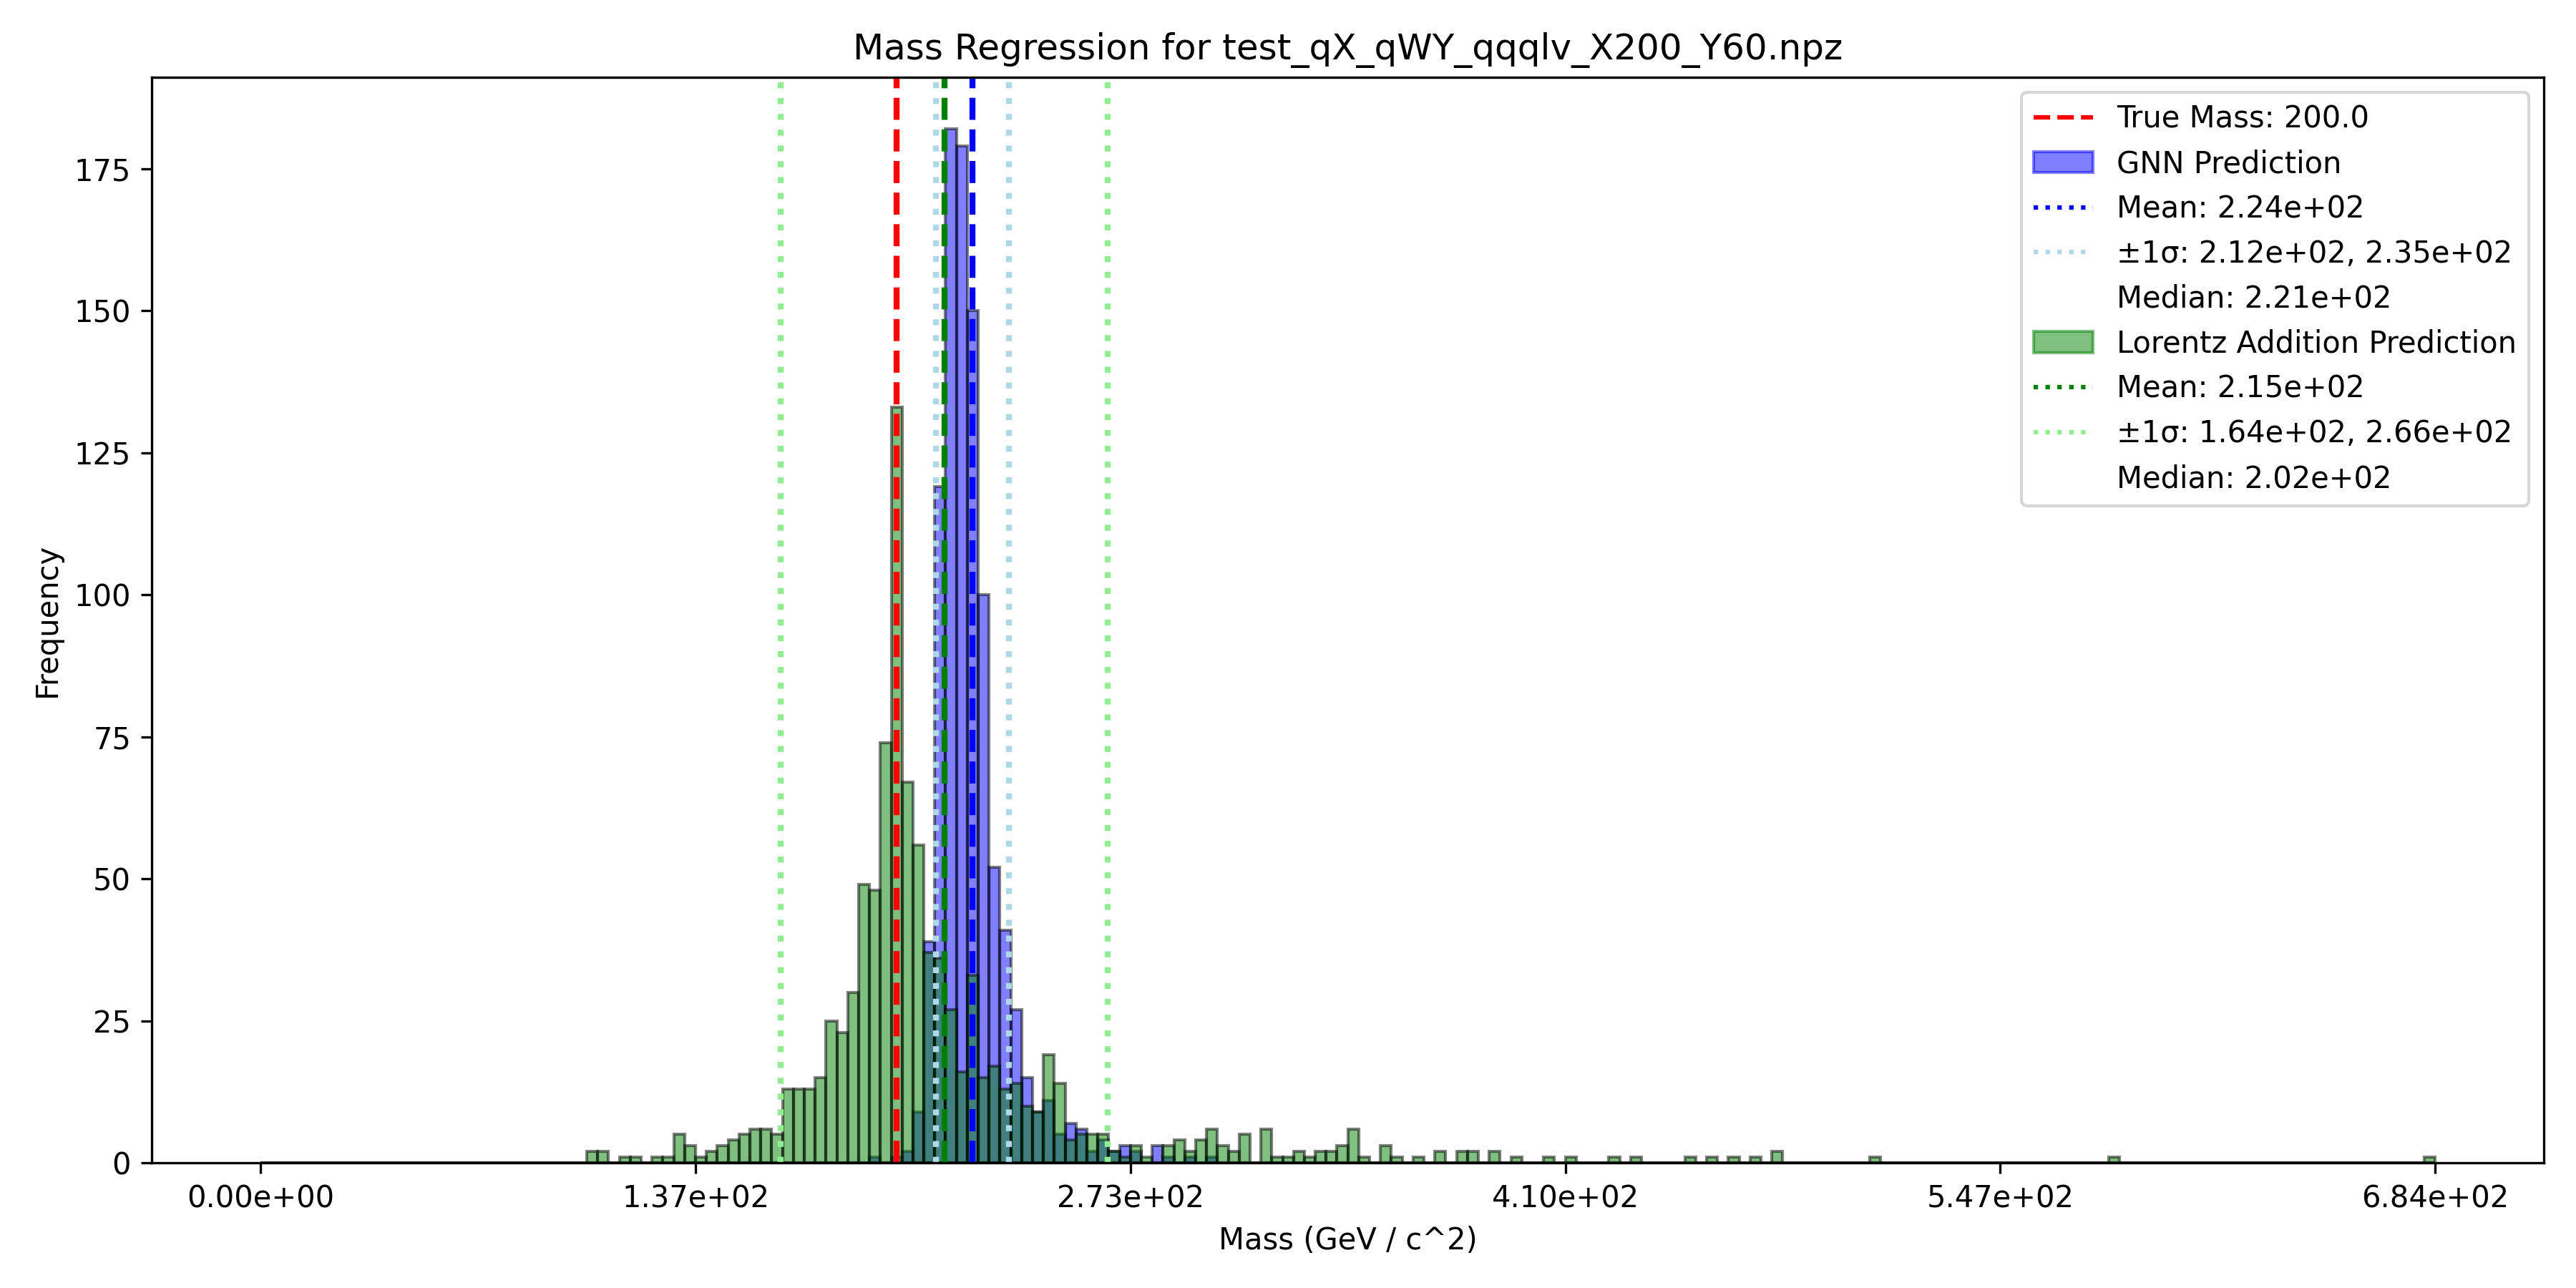 Mass Regression for test_qX_qWY_qqqlv_X200_Y60.npz
True Mass: 200.0
GNN Prediction
Mean: 2.24e+02
±1σ: 2.12e+02, 2.35e+02
Median: 2.21e+02
Lorentz Addition Prediction
Mean: 2.15e+02
±1σ: 1.64e+02, 2.66e+02
Median: 2.02e+02
Frequency
175
150
125
100
75
50
25
0
0.00e+00
1.37e+02
2.73e+02
4.10e+02
5.47e+02
6.84e+02
Mass (GeV / c^2)